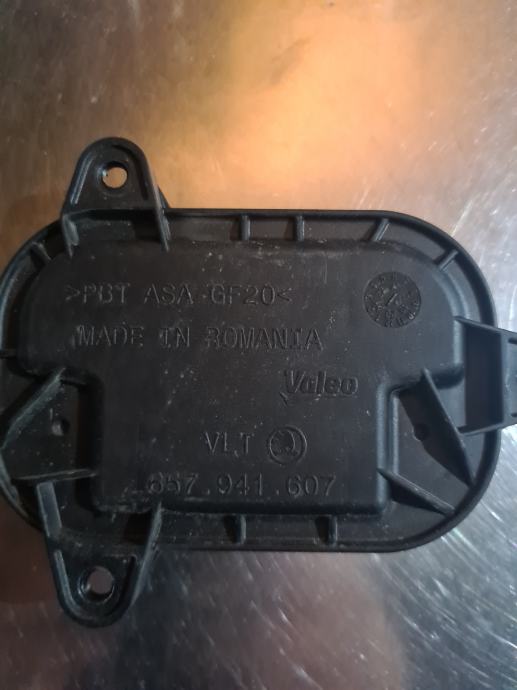 >PBT ASA-GF20<
MADE IN ROMANIA
Valeo
VLT
657.941.607